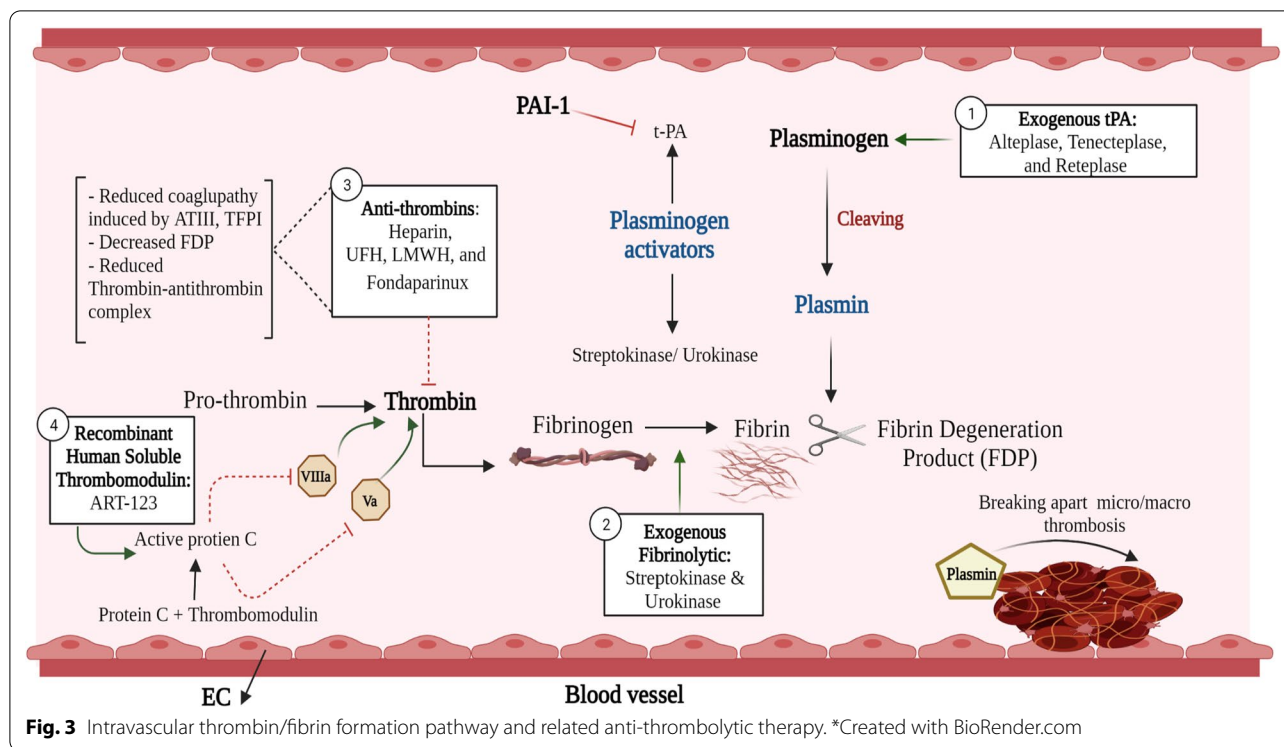 PAI-1
t-PA
Plasminogen
activators
Streptokinase/ Urokinase
Plasminogen
Cleaving
Plasmin
1
Exogenous tPA:
Alteplase, Tenecteplase,
and Reteplase
- Reduced coaglupathy
induced by ATIII, TFPI
- Decreased FDP
- Reduced
Thrombin-antithrombin
complex
3
Anti-thrombins:
Heparin,
UFH, LMWH, and
Fondaparinux
Pro-thrombin
Thrombin
Fibrinogen
Fibrin
Fibrin Degeneration
Product (FDP)
4
Recombinant
Human Soluble
Thrombomodulin:
ART-123
VIIIa
Va
Active protien C
Protein C + Thrombomodulin
2
Exogenous
Fibrinolytic:
Streptokinase &
Urokinase
Breaking apart micro/macro
thrombosis
Plasmin
EC
Blood vessel
Fig. 3 Intravascular thrombin/fibrin formation pathway and related anti-thrombolytic therapy. *Created with BioRender.com